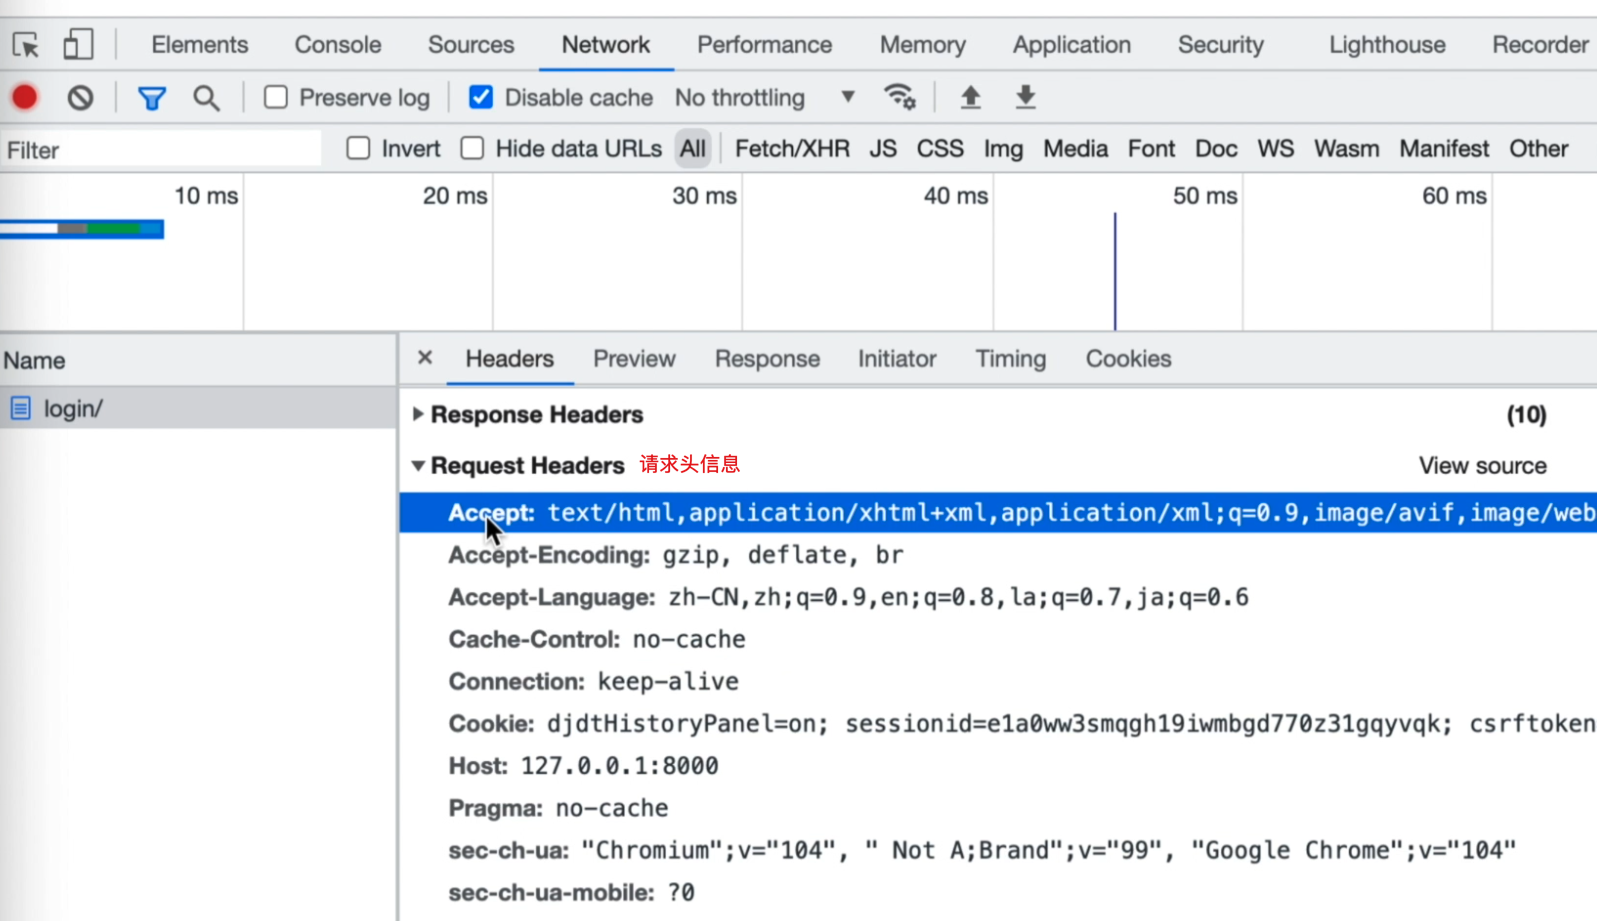 Elements Console Sources Network Performance Memory Application Security Lighthouse Recorder
Preserve log Disable cache No throttling
Filter Invert Hide data URLs All Fetch/XHR JS CSS Img Media Font Doc WS Wasm Manifest Other
10 ms 20 ms 30 ms 40 ms 50 ms 60 ms
Name × Headers Preview Response Initiator Timing Cookies
login/ Response Headers (10)
Request Headers 请求头信息 View source
Accept: text/html,application/xhtml+xml,application/xml;q=0.9,image/avif,image/web
Accept-Encoding: gzip, deflate, br
Accept-Language: zh-CN,zh;q=0.9,en;q=0.8,la;q=0.7,ja;q=0.6
Cache-Control: no-cache
Connection: keep-alive
Cookie: djdtHistoryPanel=on; sessionid=e1a0ww3smqgh19iwmbgd770z31gqyvqk; csrftoken
Host: 127.0.0.1:8000
Pragma: no-cache
sec-ch-ua: "Chromium";v="104", " Not A;Brand";v="99", "Google Chrome";v="104"
sec-ch-ua-mobile: ?0